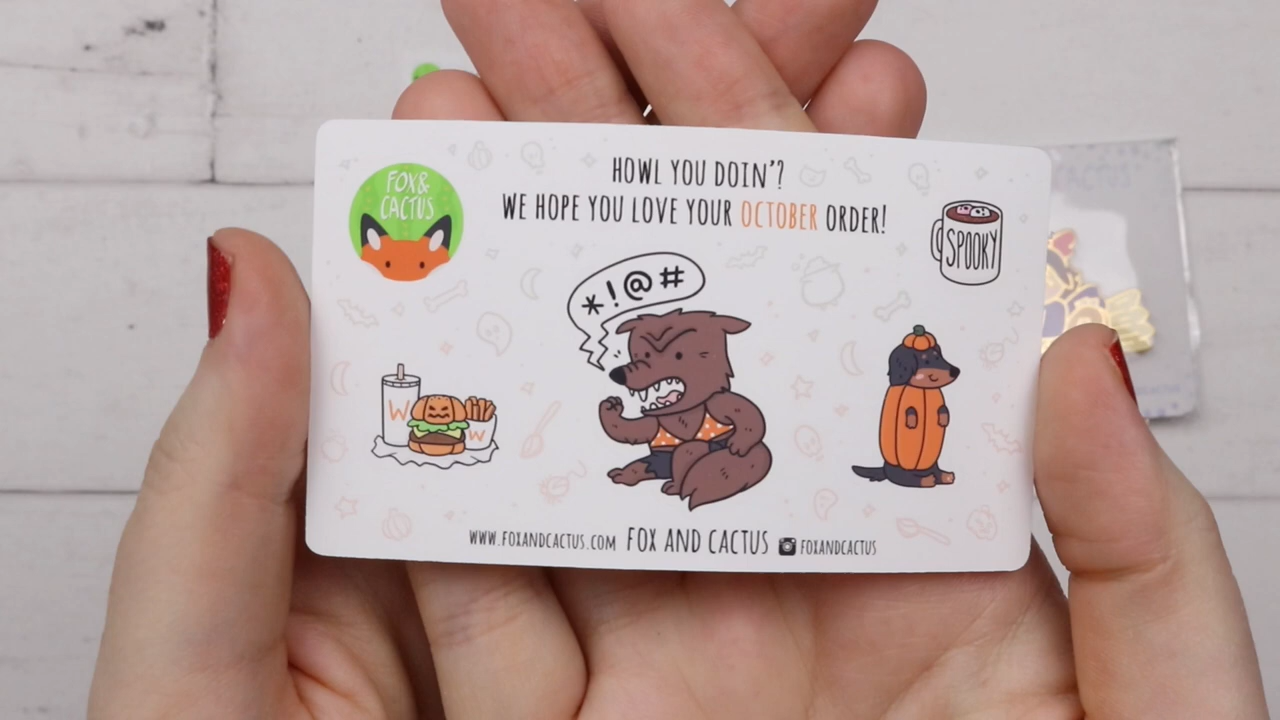 FOX&
CACTUS
HOWL YOU DOIN'?
WE HOPE YOU LOVE YOUR OCTOBER ORDER!
SPOOKY
*!@#
W
W
WWW.FOXANDCACTUS.COM FOX AND CACTUS FOXANDCACTUS
CACTUS